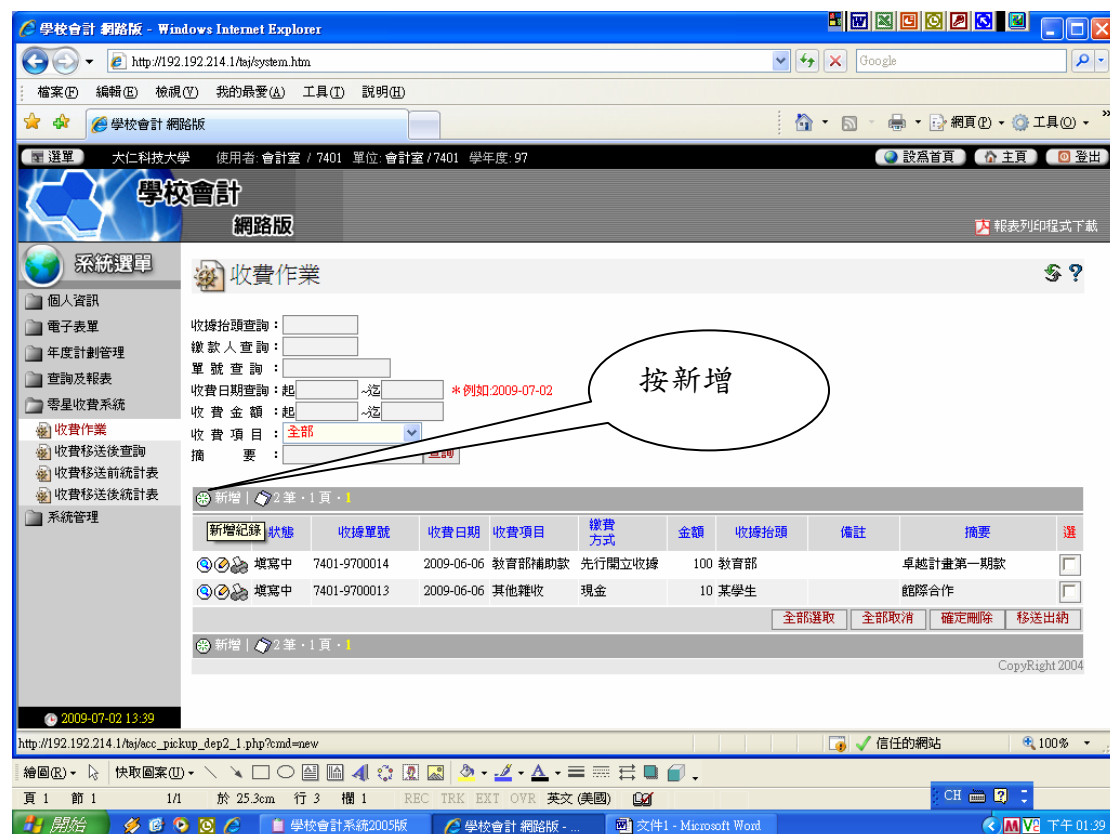 學校會計 網路版 - Windows Internet Explorer
http://192.192.214.1/taj/system.htm
Google
檔案(F) 編輯(E) 檢視(V) 我的最愛(A) 工具(T) 說明(H)
學校會計 網路版
網頁(P) 工具(O)
選單 大仁科技大學 使用者: 會計室 / 7401 單位: 會計室 / 7401 學年度: 97 設為首頁 主頁 登出
學校會計
網路版
報表列印程式下載
系統選單
個人資訊
電子表單
年度計劃管理
查詢及報表
零星收費系統
收費作業
收費移送後查詢
收費移送前統計表
收費移送後統計表
系統管理
收費作業
收據抬頭查詢：
繳款人查詢：
單號查詢：
收費日期查詢：起 ~迄 ＊例如:2009-07-02
收費金額：起 ~迄
收費項目：全部
摘要： 查詢
按新增
新增 | 2 筆 · 1 頁 · 1
新增紀錄 狀態 收據單號 收費日期 收費項目 繳費方式 金額 收據抬頭 備註 摘要 選
填寫中 7401-9700014 2009-06-06 教育部補助款 先行開立收據 100 教育部 卓越計畫第一期款
填寫中 7401-9700013 2009-06-06 其他雜收 現金 10 某學生 館際合作
全部選取 全部取消 確定刪除 移送出納
新增 | 2 筆 · 1 頁 · 1
CopyRight 2004
2009-07-02 13:39
http://192.192.214.1/taj/acc_pickup_dep2_1.php?cmd=new 信任的網站 100%
繪圖(R) 快取圖案(U)
頁 1 節 1 1/1 於 25.3cm 行 3 欄 1 REC TRK EXT OVR 英文 (美國)
CH
開始 學校會計系統2005版 學校會計 網路版 - ... 文件1 - Microsoft Word 下午 01:39